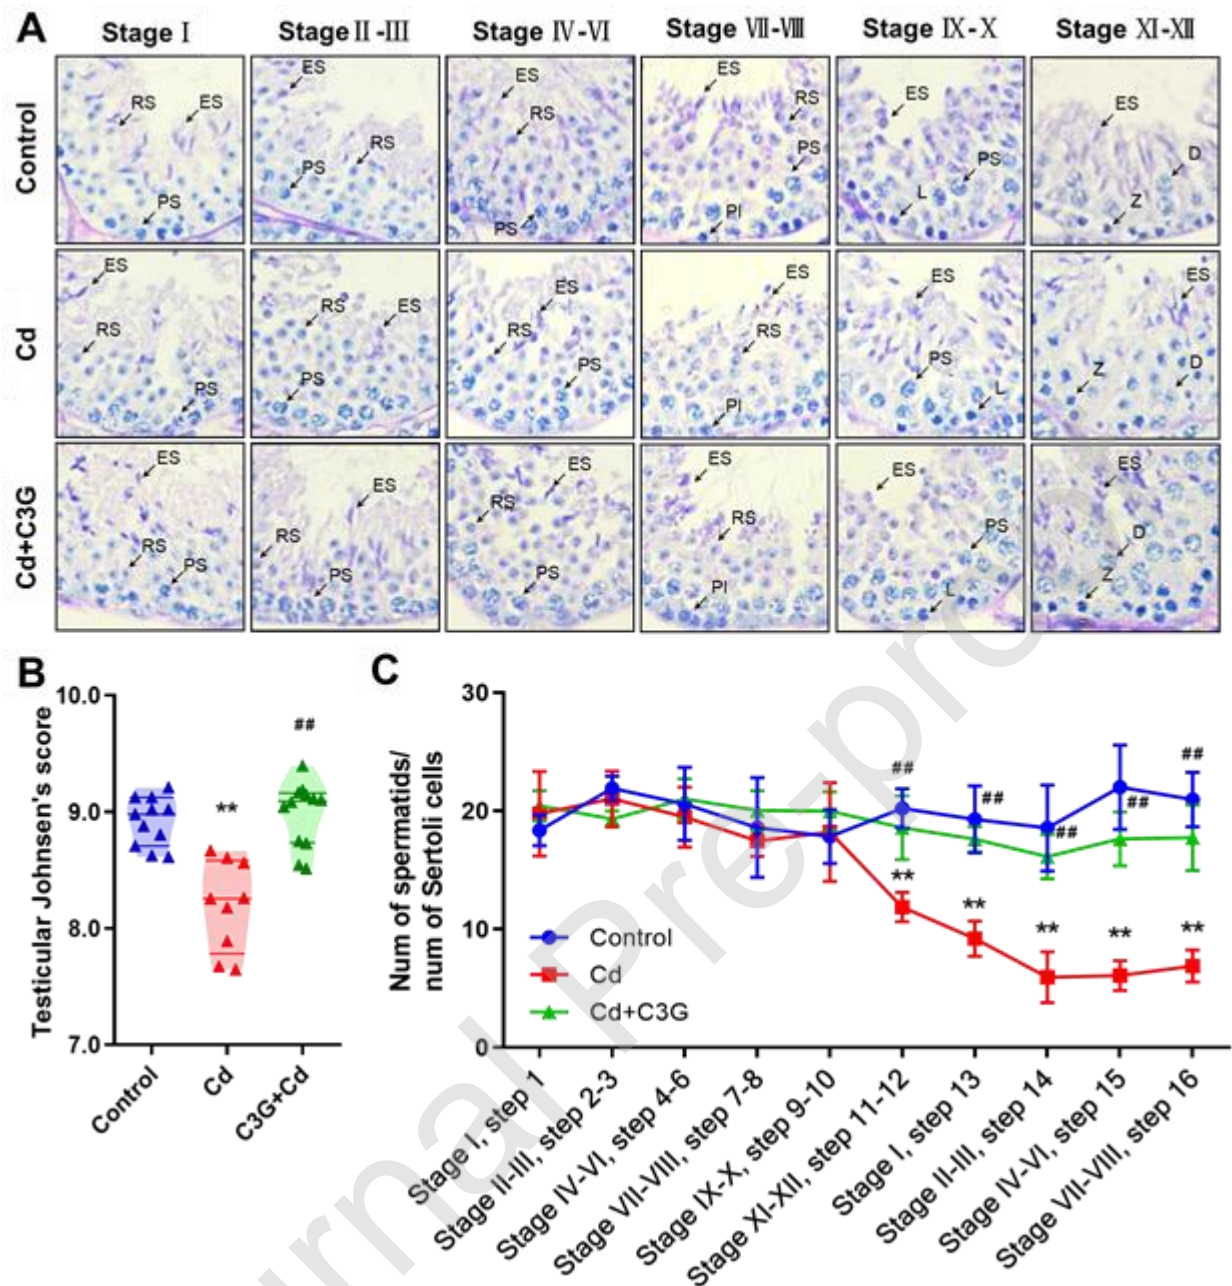 A
Stage I
Stage II-III
Stage IV-VI
Stage VII-VIII
Stage IX-X
Stage XI-XII
Control
RS
ES
PS
ES
RS
PS
ES
RS
PS
ES
RS
PS
Pl
ES
PS
L
ES
D
Z
Cd
ES
RS
PS
RS
ES
PS
ES
RS
PS
ES
RS
Pl
ES
PS
L
ES
Z
D
Cd+C3G
ES
RS
PS
ES
RS
PS
ES
RS
PS
ES
RS
Pl
ES
PS
L
ES
D
Z
B
Testicular Johnsen's score
10.0
9.0
8.0
7.0
**
##
Control
Cd
C3G+Cd
C
Num of spermatids/
num of Sertoli cells
30
20
10
0
##
##
##
##
##
**
**
**
**
**
Control
Cd
Cd+C3G
Stage I, step 1
Stage II-III, step 2-3
Stage IV-VI, step 4-6
Stage VII-VIII, step 7-8
Stage IX-X, step 9-10
Stage XI-XII, step 11-12
Stage I, step 13
Stage II-III, step 14
Stage IV-VI, step 15
Stage VII-VIII, step 16
urnal Pre-pro